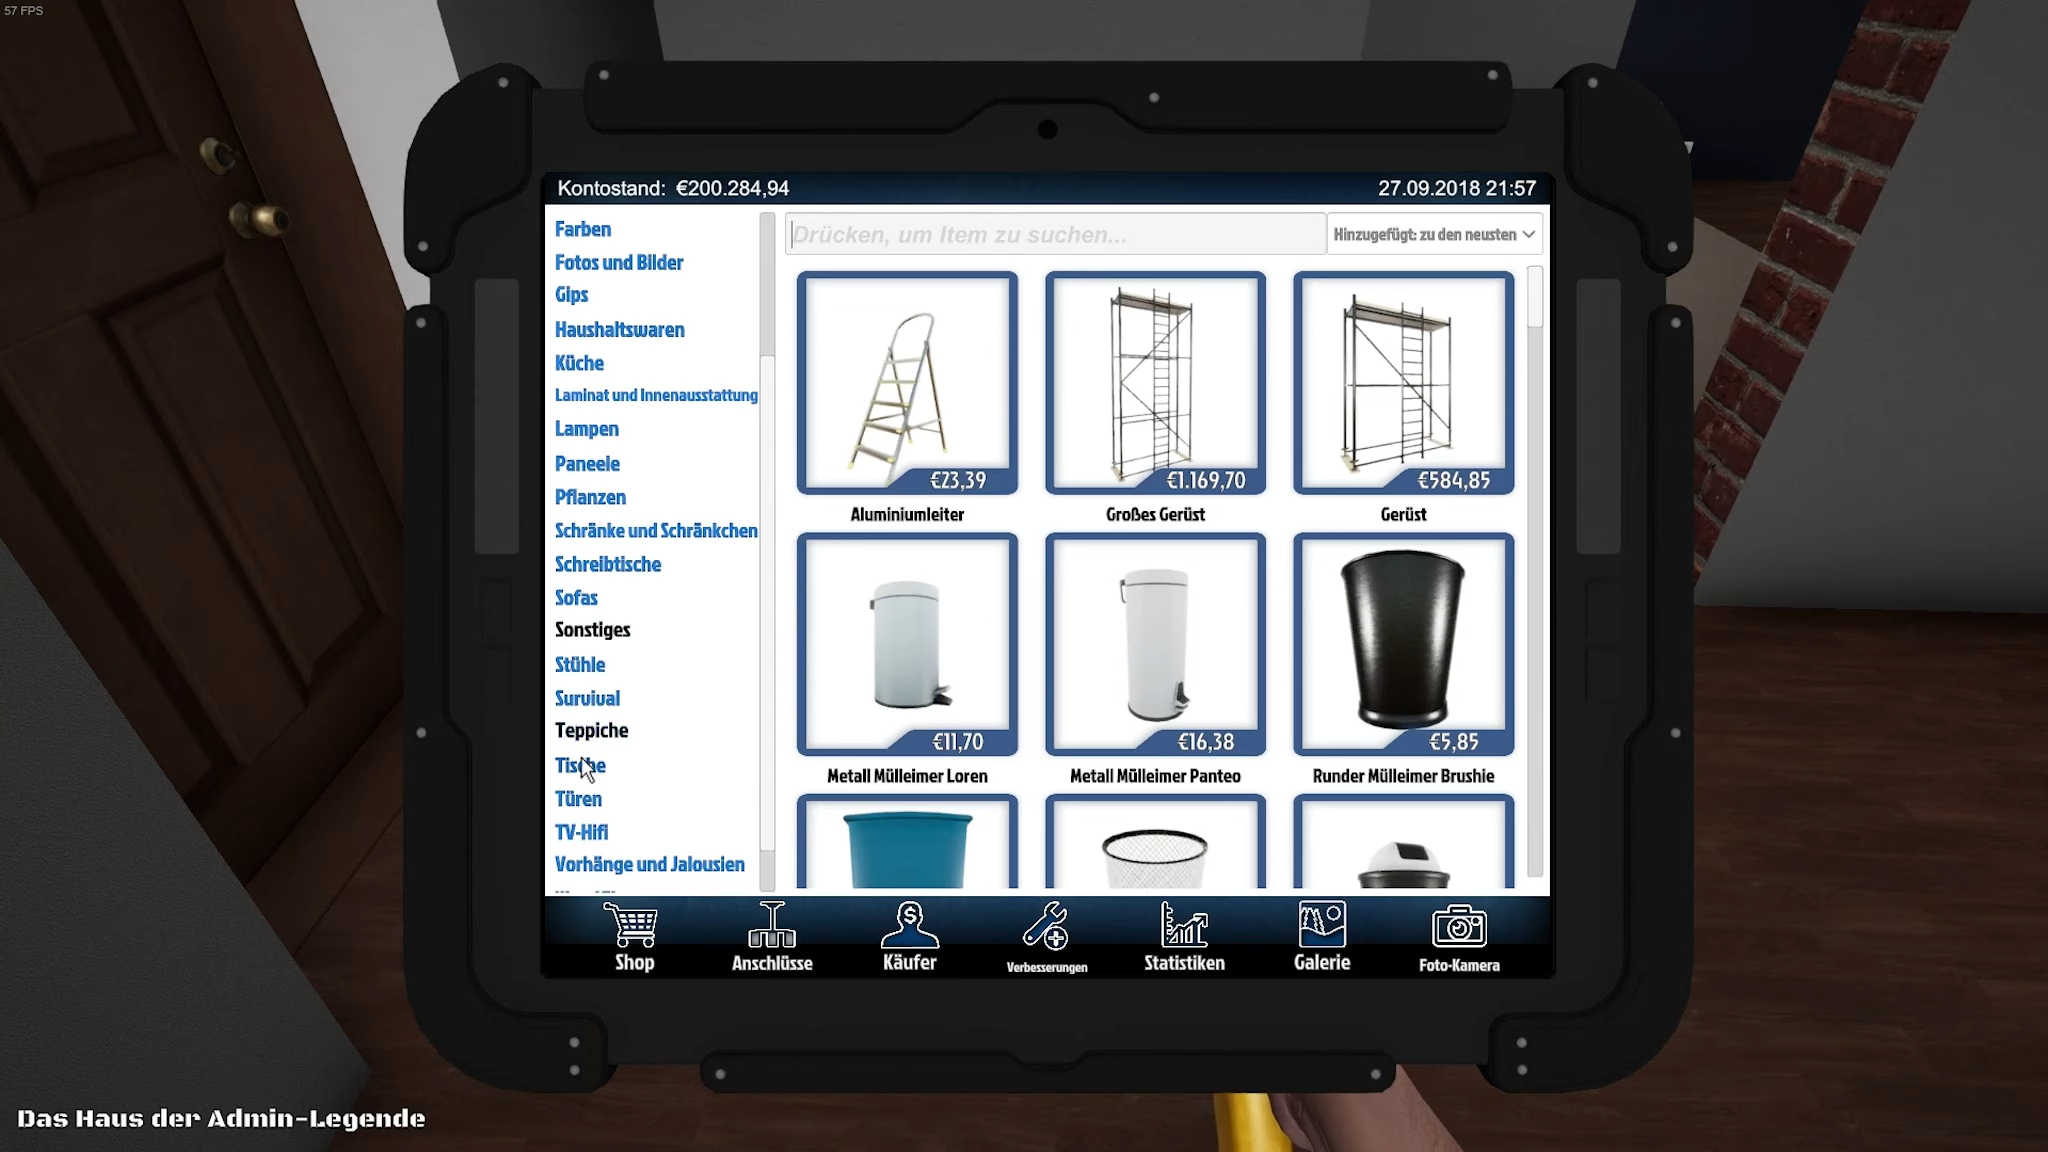 57 FPS
Kontostand: €200.284,94
27.09.2018 21:57
Farben
Fotos und Bilder
Gips
Haushaltswaren
Küche
Laminat und Innenausstattung
Lampen
Paneele
Pflanzen
Schränke und Schränkchen
Schreibtische
Sofas
Sonstiges
Stühle
Survival
Teppiche
Tische
Türen
TV-Hifi
Vorhänge und Jalousien
Drücken, um Item zu suchen...
Hinzugefügt: zu den neusten
€23,39
€1.169,70
€584,85
Aluminiumleiter
Großes Gerüst
Gerüst
€11,70
€16,38
€5,85
Metall Mülleimer Loren
Metall Mülleimer Panteo
Runder Mülleimer Brushie
Shop
Anschlüsse
Käufer
Verbesserungen
Statistiken
Galerie
Foto-Kamera
Das Haus der Admin-Legende